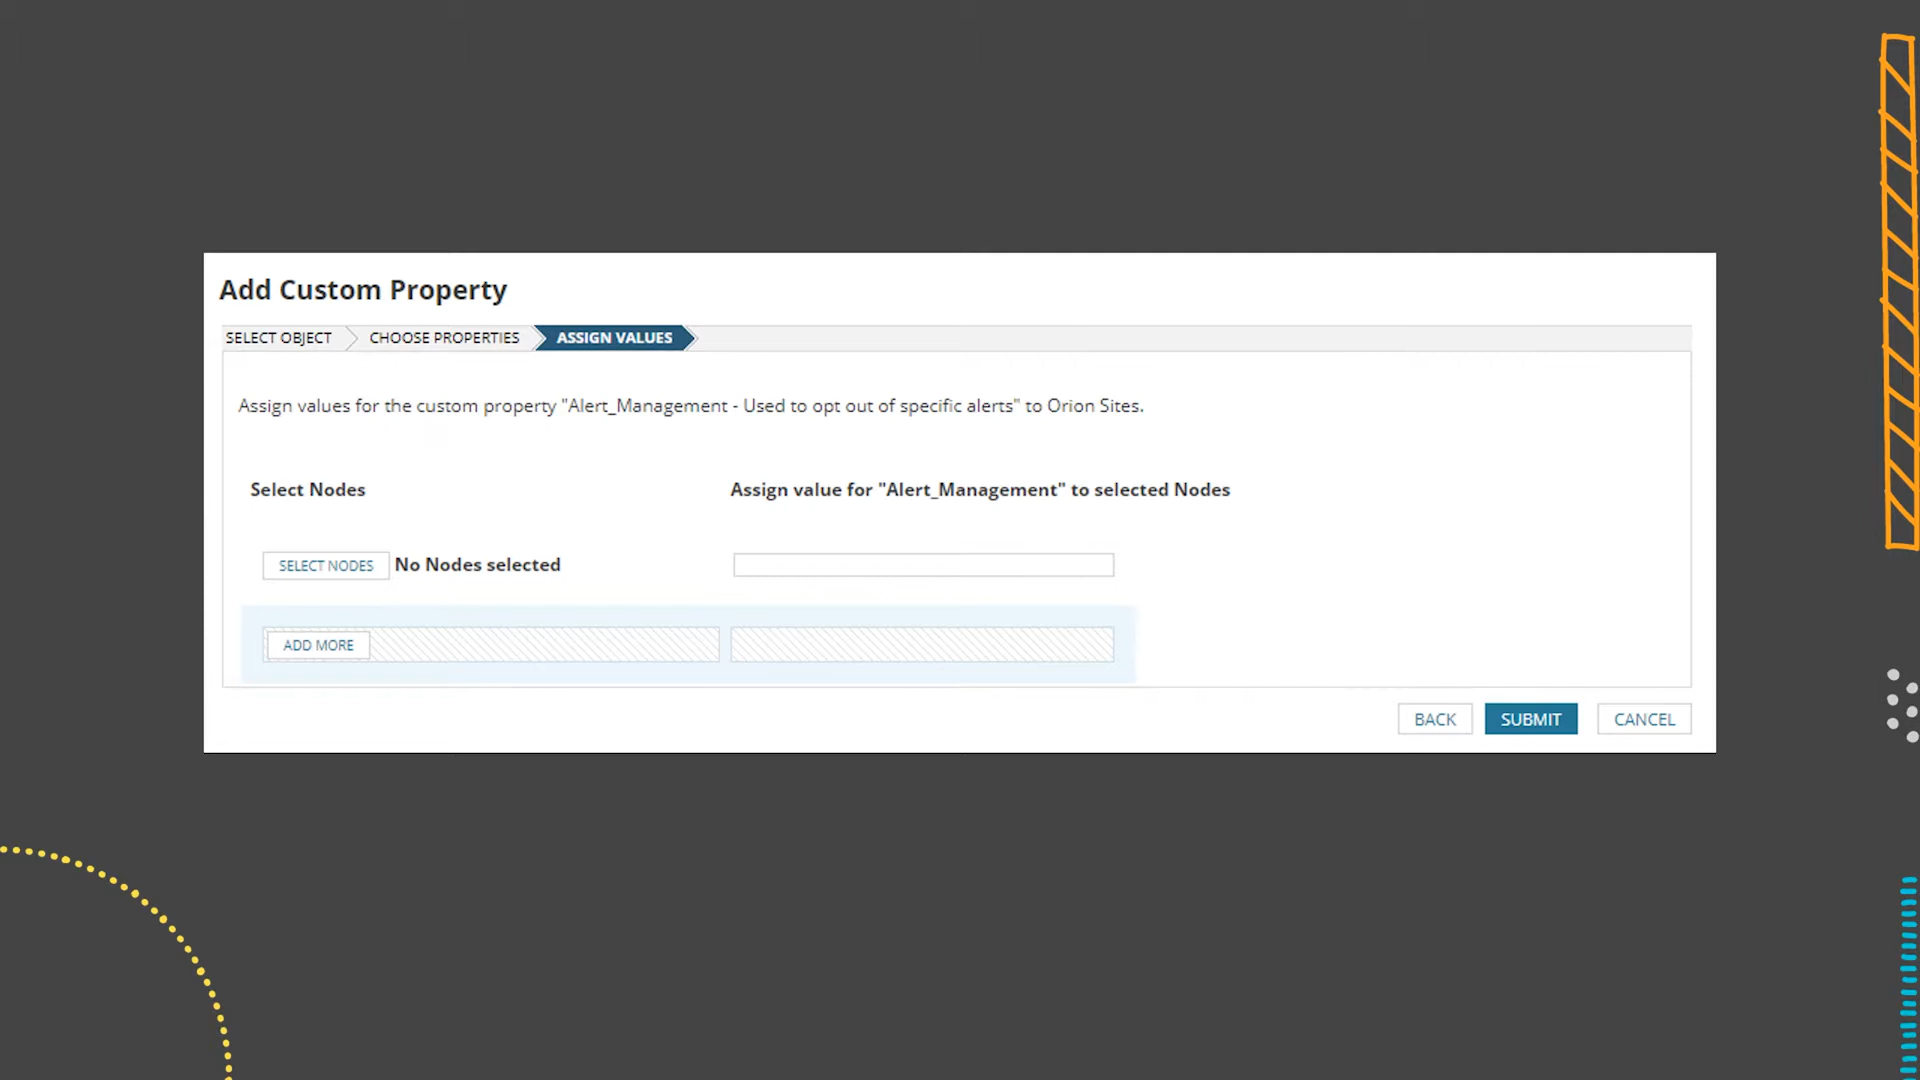 Add Custom Property
SELECT OBJECT CHOOSE PROPERTIES ASSIGN VALUES
Assign values for the custom property "Alert_Management - Used to opt out of specific alerts" to Orion Sites.
Select Nodes Assign value for "Alert_Management" to selected Nodes
SELECT NODES No Nodes selected
ADD MORE
BACK SUBMIT CANCEL